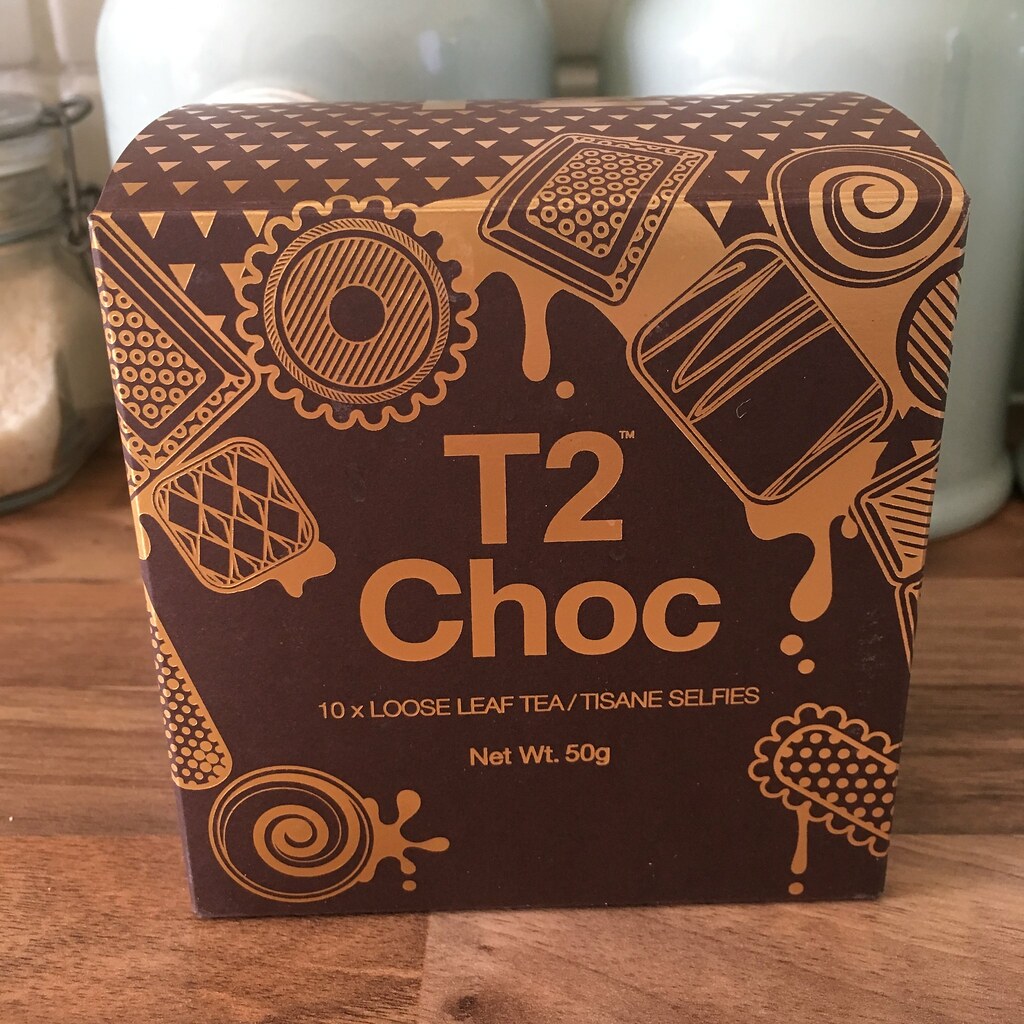 T2™
Choc
10 x LOOSE LEAF TEA / TISANE SELFIES
Net Wt. 50g